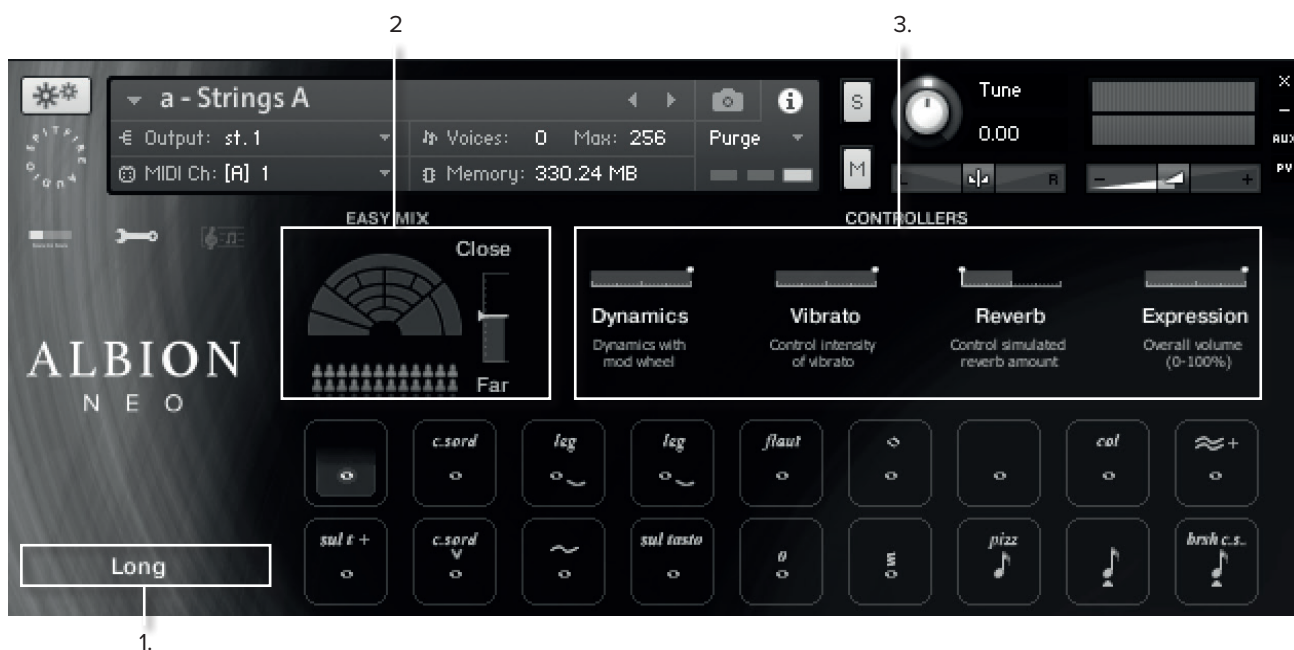 2
3.
a - Strings A
S
Tune
0.00
Output: st. 1
Voices: 0 Max: 256
Purge
MIDI Ch: [A] 1
Memory: 330.24 MB
M
L
R
-
+
×
–
AUX
PV
SPITFIRE
AUDIO
EASY MIX
CONTROLLERS
Close
Far
Dynamics
Dynamics with
mod wheel
Vibrato
Control intensity
of vibrato
Reverb
Control simulated
reverb amount
Expression
Overall volume
(0-100%)
ALBION
NEO
c.sord
leg
leg
flaut
col
sul t +
c.sord
sul tasto
pizz
brsh c.s..
Long
1.